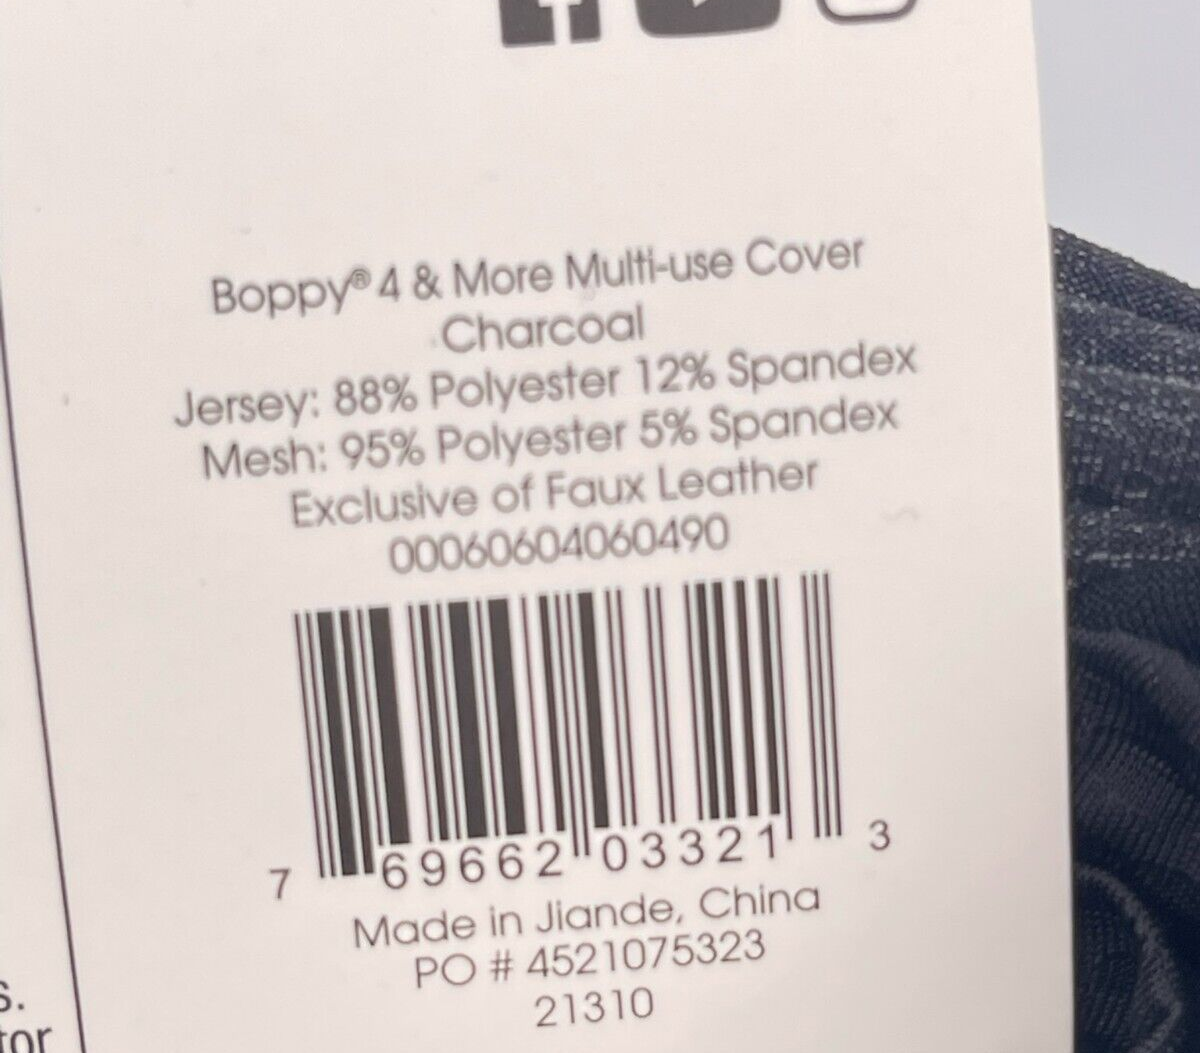 Boppy® 4 & More Multi-use Cover
Charcoal
Jersey: 88% Polyester 12% Spandex
Mesh: 95% Polyester 5% Spandex
Exclusive of Faux Leather
00060604060490
7 69662 03321 3
Made in Jiande, China
PO # 4521075323
21310
s.
tor